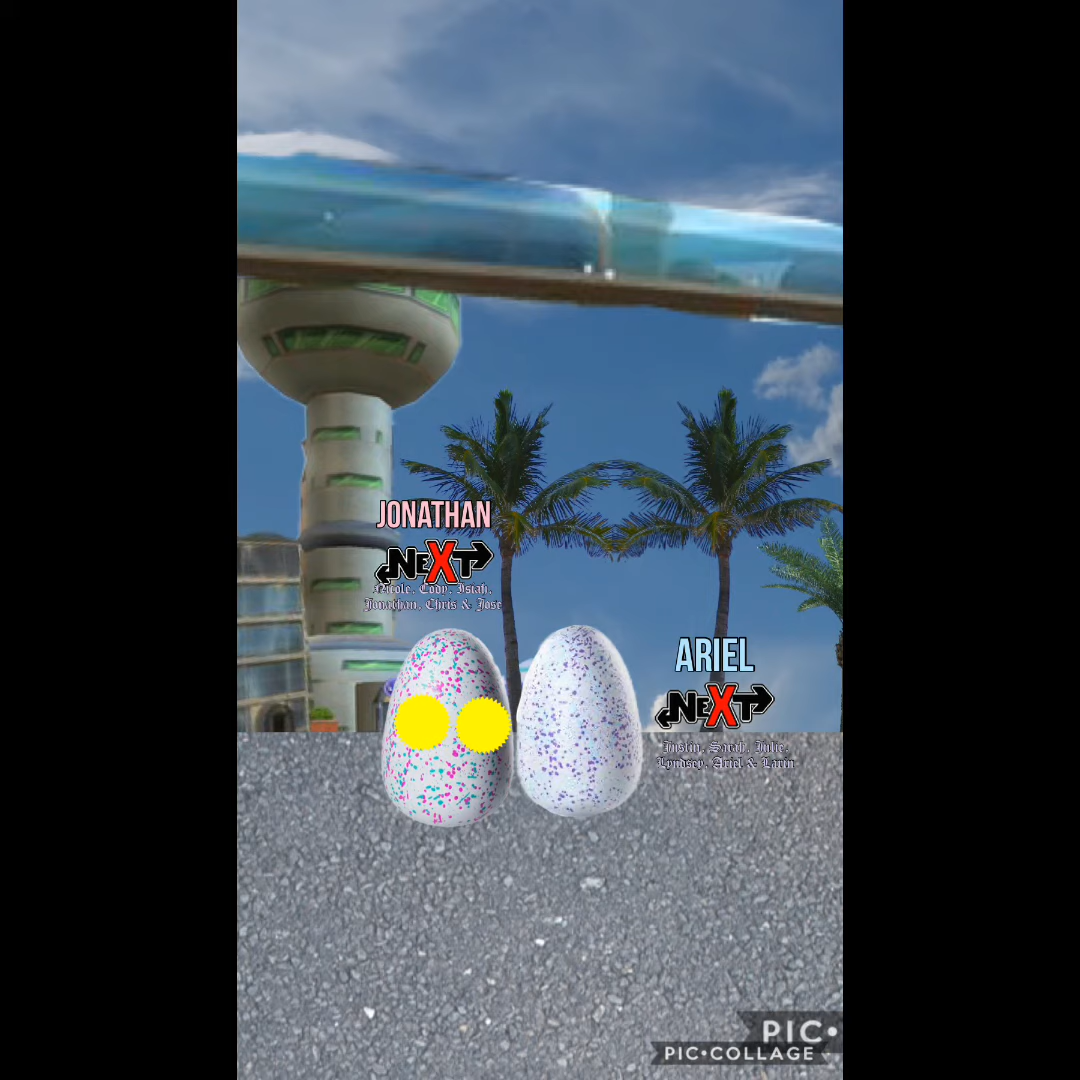 JONATHAN
NEXT
Nicole, Cody, Isiah,
Jonathan, Chris & Jose
ARIEL
NEXT
Justin, Sarah, Julie,
Lyndsey, Ariel & Larin
PIC•
PIC•COLLAGE